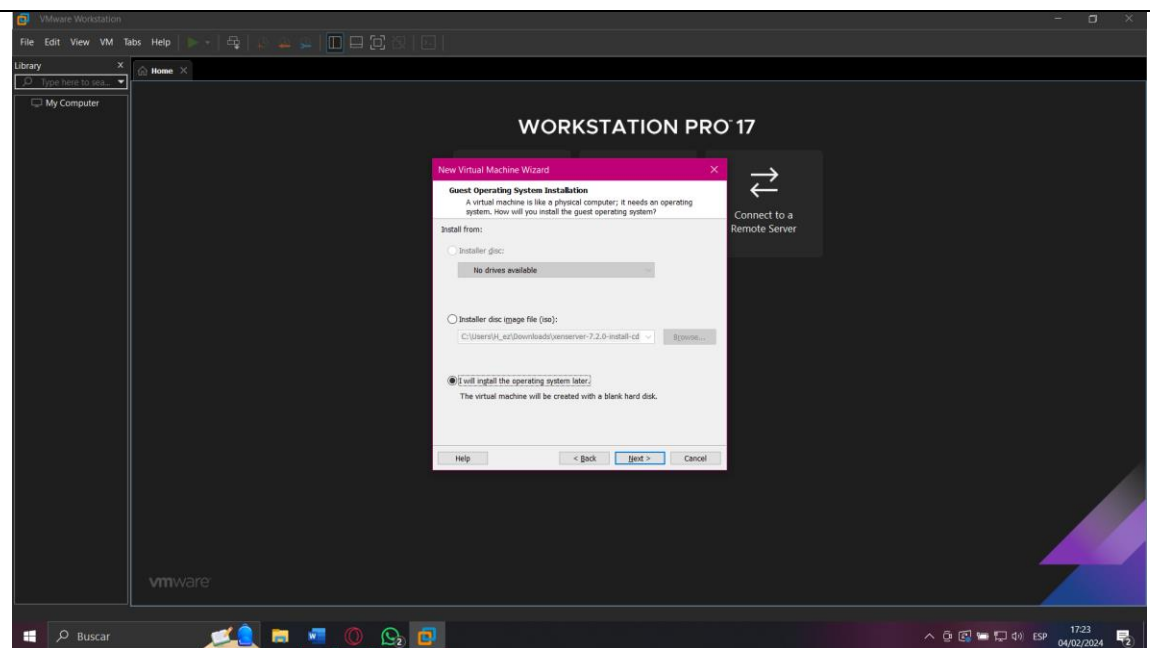 VMware Workstation
File Edit View VM Tabs Help
Library X
Home X
Type here to sea...
My Computer
WORKSTATION PRO™ 17
New Virtual Machine Wizard
Guest Operating System Installation
A virtual machine is like a physical computer; it needs an operating
system. How will you install the guest operating system?
Install from:
Installer disc:
No drives available
Installer disc image file (iso):
C:\Users\H_ez\Downloads\xenserver-7.2.0-install-cd
Browse...
I will install the operating system later.
The virtual machine will be created with a blank hard disk.
Help
< Back
Next >
Cancel
Connect to a
Remote Server
vmware
Buscar
2
ESP
17:23
04/02/2024
2